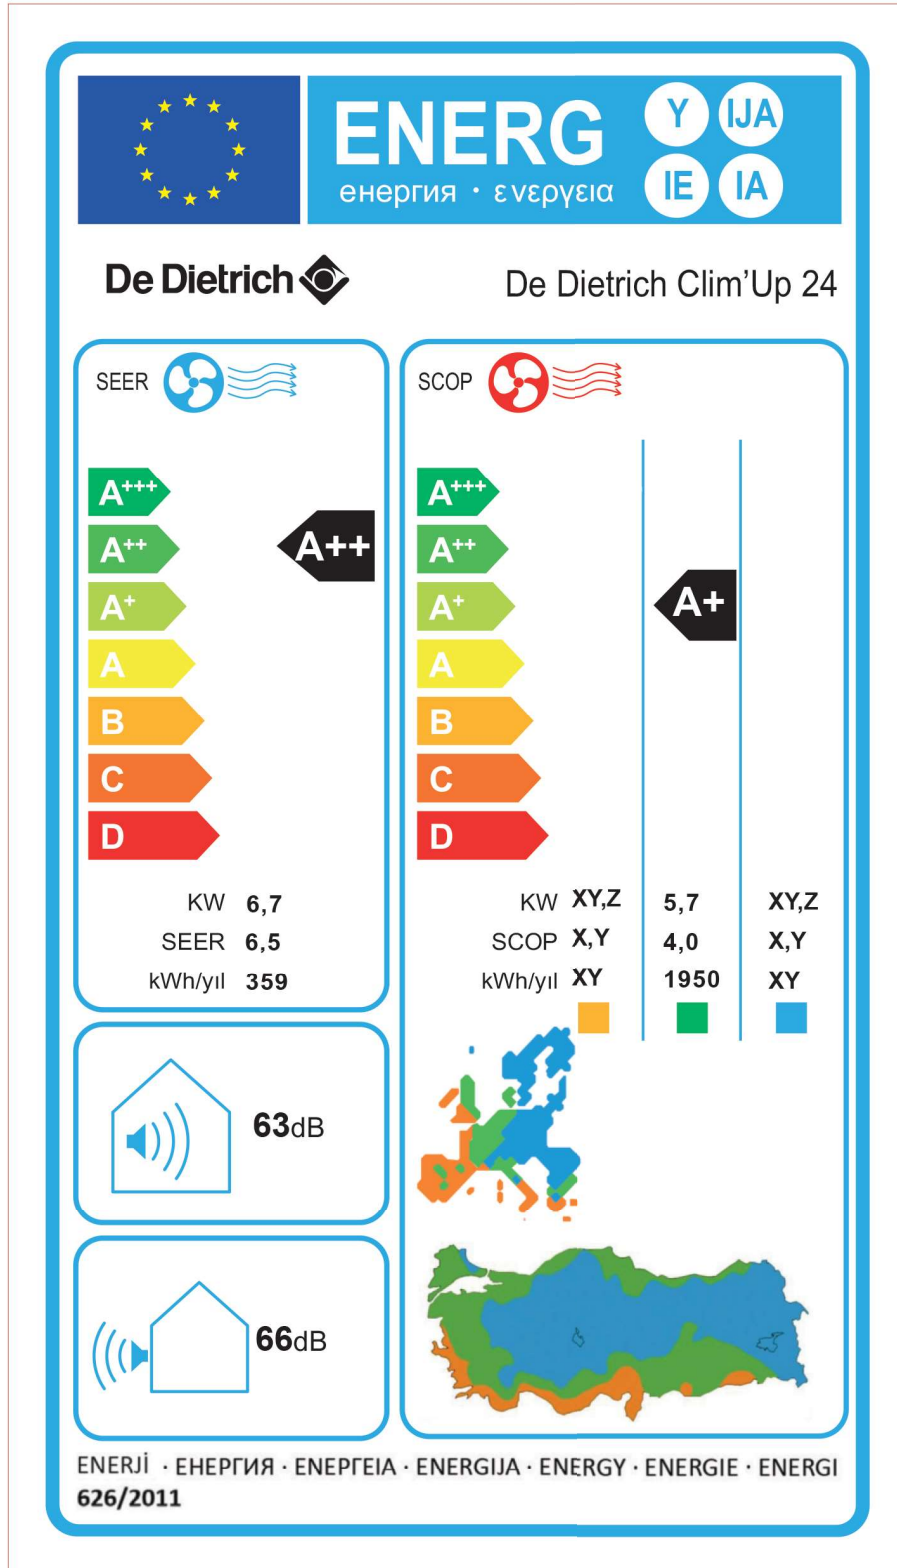 ENERG
енергия · ενεργεια
Y IJA
IE IA
De Dietrich
De Dietrich Clim'Up 24
SEER
A+++
A++
A+
A
B
C
D
A++
KW 6,7
SEER 6,5
kWh/yıl 359
SCOP
A+++
A++
A+
A
B
C
D
A+
KW XY,Z 5,7 XY,Z
SCOP X,Y 4,0 X,Y
kWh/yıl XY 1950 XY
63dB
66dB
ENERJİ · ЕНЕРГИЯ · ΕΝΕΡΓΕΙΑ · ENERGIJA · ENERGY · ENERGIE · ENERGI
626/2011